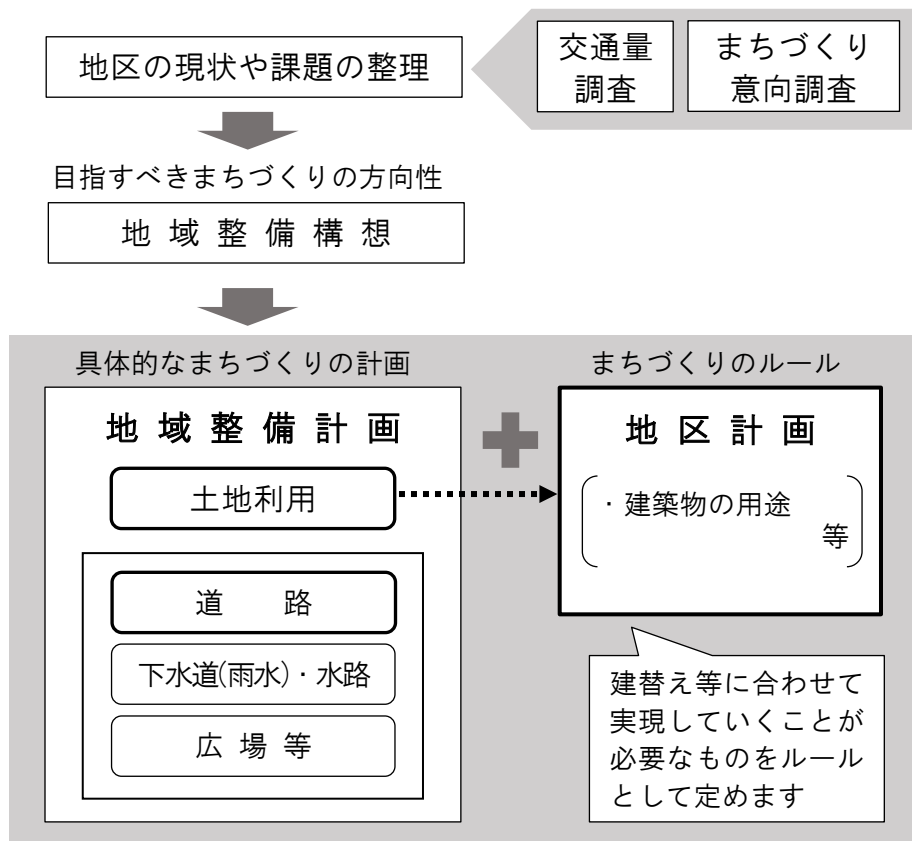 地区の現状や課題の整理
交通量
調査
まちづくり
意向調査
目指すべきまちづくりの方向性
地域整備構想
具体的なまちづくりの計画
地域整備計画
土地利用
道　路
下水道(雨水)・水路
広場等
まちづくりのルール
地区計画
・建築物の用途
等
建替え等に合わせて
実現していくことが
必要なものをルール
として定めます